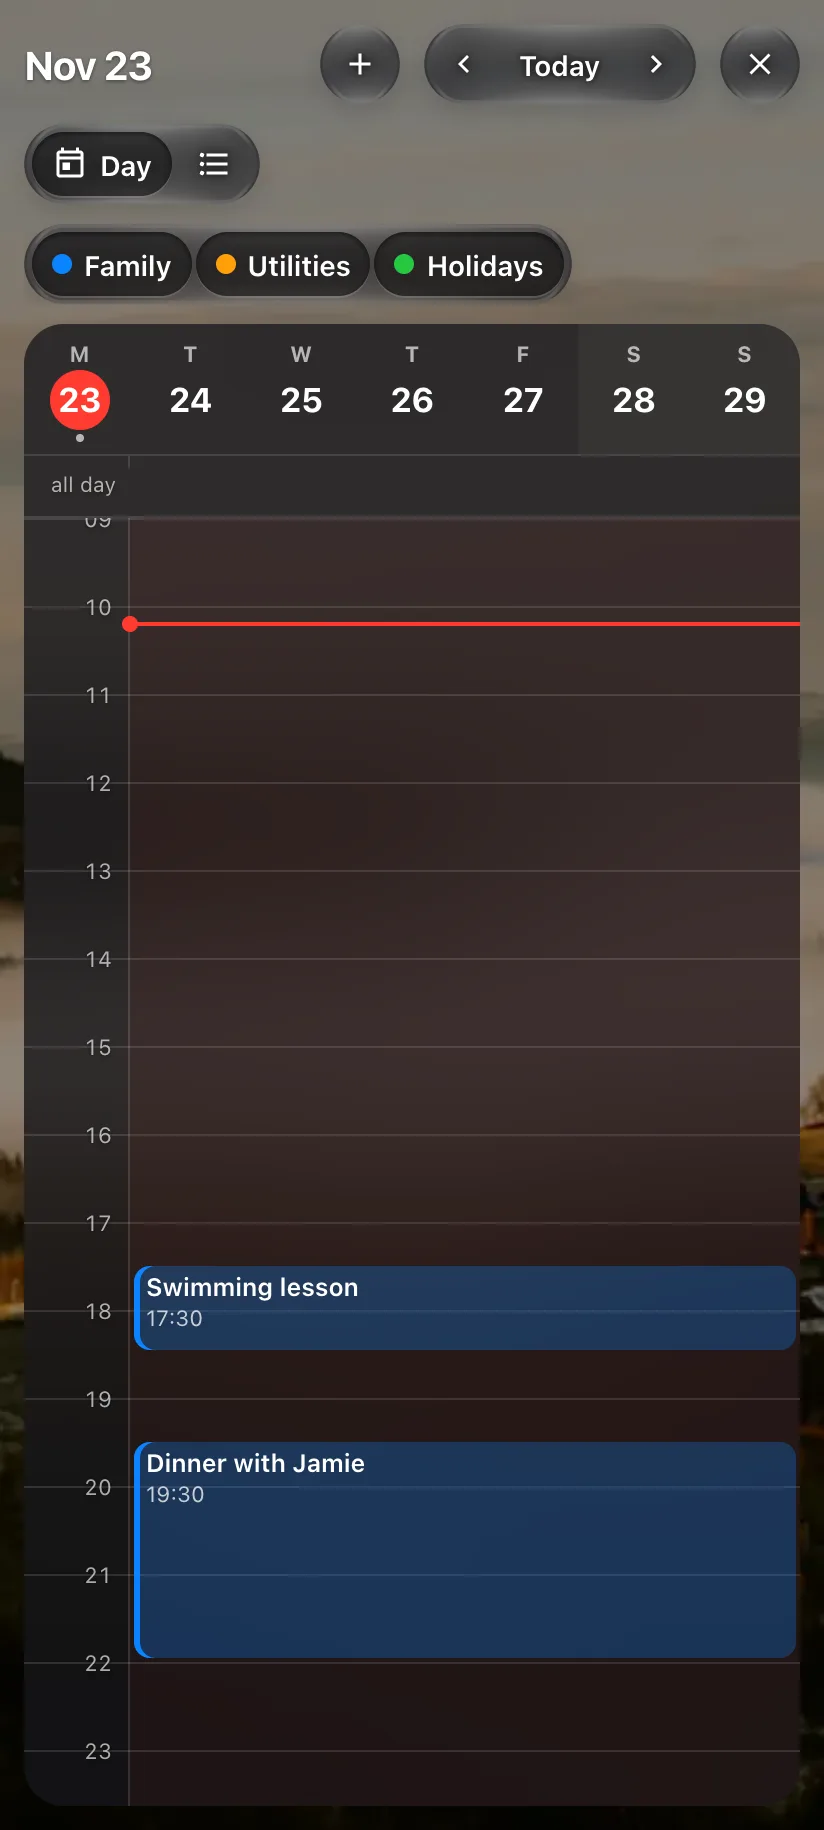 Nov 23
Today
Day
Family Utilities Holidays
M T W T F S S
23 24 25 26 27 28 29
all day
09
10
11
12
13
14
15
16
17
Swimming lesson
18 17:30
19
Dinner with Jamie
20 19:30
21
22
23